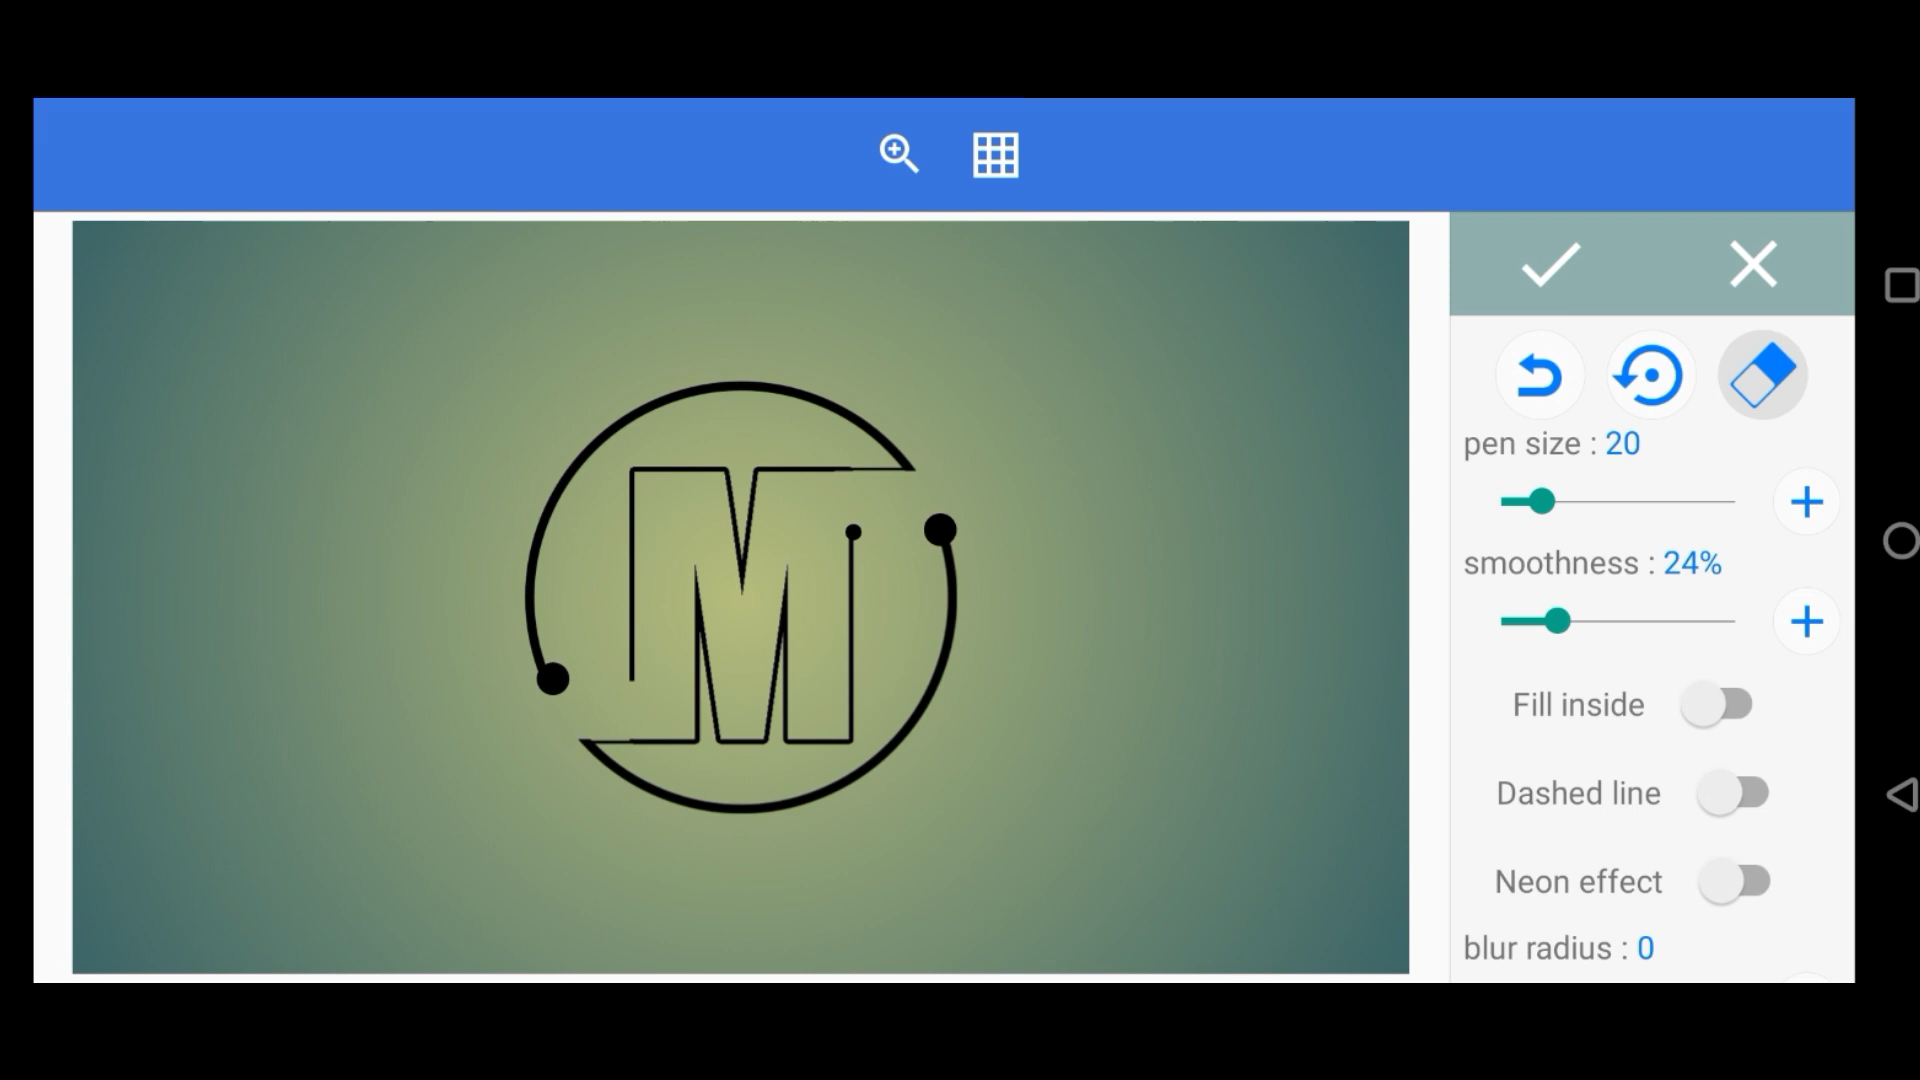 M
pen size : 20
smoothness : 24%
Fill inside
Dashed line
Neon effect
blur radius : 0